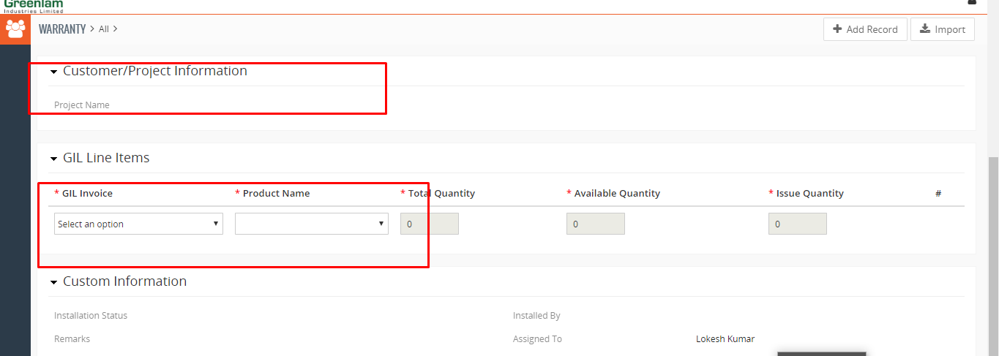 Greenlam
Industries Limited
WARRANTY > All >
Add Record
Import
Customer/Project Information
Project Name
GIL Line Items
* GIL Invoice * Product Name * Total Quantity * Available Quantity * Issue Quantity #
Select an option 0 0 0
Custom Information
Installation Status Installed By
Remarks Assigned To Lokesh Kumar